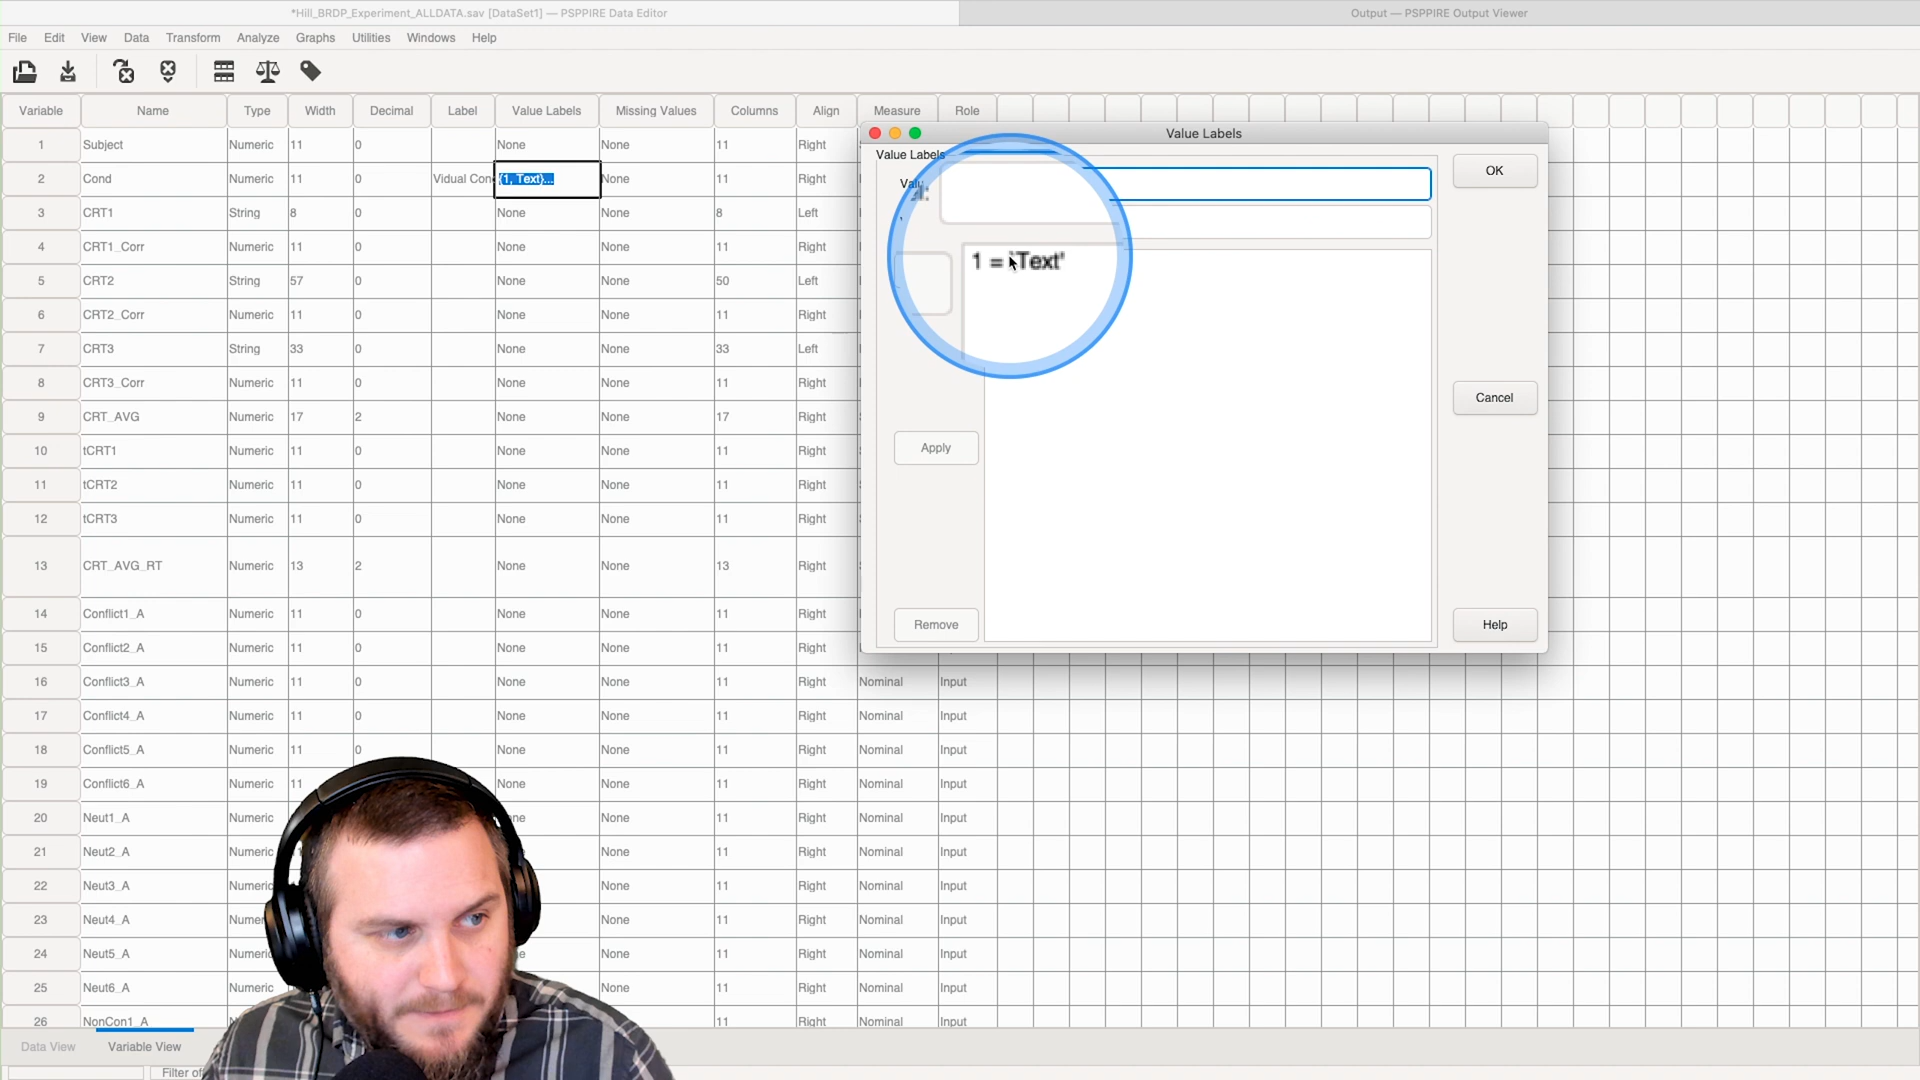 *Hill_BRDP_Experiment_ALLDATA.sav [DataSet1] — PSPPIRE Data Editor
Output — PSPPIRE Output Viewer
File Edit View Data Transform Analyze Graphs Utilities Windows Help
Variable Name Type Width Decimal Label Value Labels Missing Values Columns Align Measure Role
1 Subject Numeric 11 0 None None 11 Right
2 Cond Numeric 11 0 Vidual Con {1, Text}... None 11 Right
3 CRT1 String 8 0 None None 8 Left
4 CRT1_Corr Numeric 11 0 None None 11 Right
5 CRT2 String 57 0 None None 50 Left
6 CRT2_Corr Numeric 11 0 None None 11 Right
7 CRT3 String 33 0 None None 33 Left
8 CRT3_Corr Numeric 11 0 None None 11 Right
9 CRT_AVG Numeric 17 2 None None 17 Right
10 tCRT1 Numeric 11 0 None None 11 Right
11 tCRT2 Numeric 11 0 None None 11 Right
12 tCRT3 Numeric 11 0 None None 11 Right
13 CRT_AVG_RT Numeric 13 2 None None 13 Right
14 Conflict1_A Numeric 11 0 None None 11 Right
15 Conflict2_A Numeric 11 0 None None 11 Right
16 Conflict3_A Numeric 11 0 None None 11 Right Nominal Input
17 Conflict4_A Numeric 11 0 None None 11 Right Nominal Input
18 Conflict5_A Numeric 11 0 None None 11 Right Nominal Input
19 Conflict6_A Numeric 11 None None 11 Right Nominal Input
20 Neut1_A Numeric None 11 Right Nominal Input
21 Neut2_A Numeric None 11 Right Nominal Input
22 Neut3_A Numeric None 11 Right Nominal Input
23 Neut4_A None 11 Right Nominal Input
24 Neut5_A Numeric None 11 Right Nominal Input
25 Neut6_A Numeric None 11 Right Nominal Input
26 NonCon1_A 11 Right Nominal Input
Data View Variable View
Filter of
Value Labels
Value Labels
1 = `Text'
OK
Cancel
Apply
Remove
Help